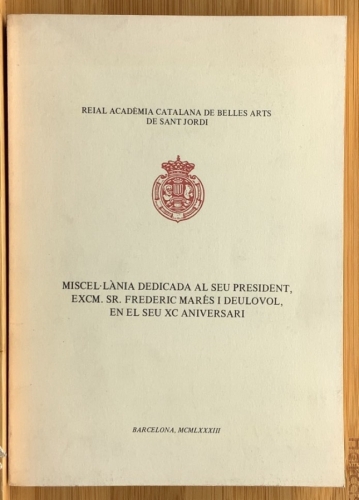 REIAL ACADÈMIA CATALANA DE BELLES ARTS
DE SANT JORDI
MISCEL·LÀNIA DEDICADA AL SEU PRESIDENT,
EXCM. SR. FREDERIC MARÈS I DEULOVOL,
EN EL SEU XC ANIVERSARI
BARCELONA, MCMLXXXIII